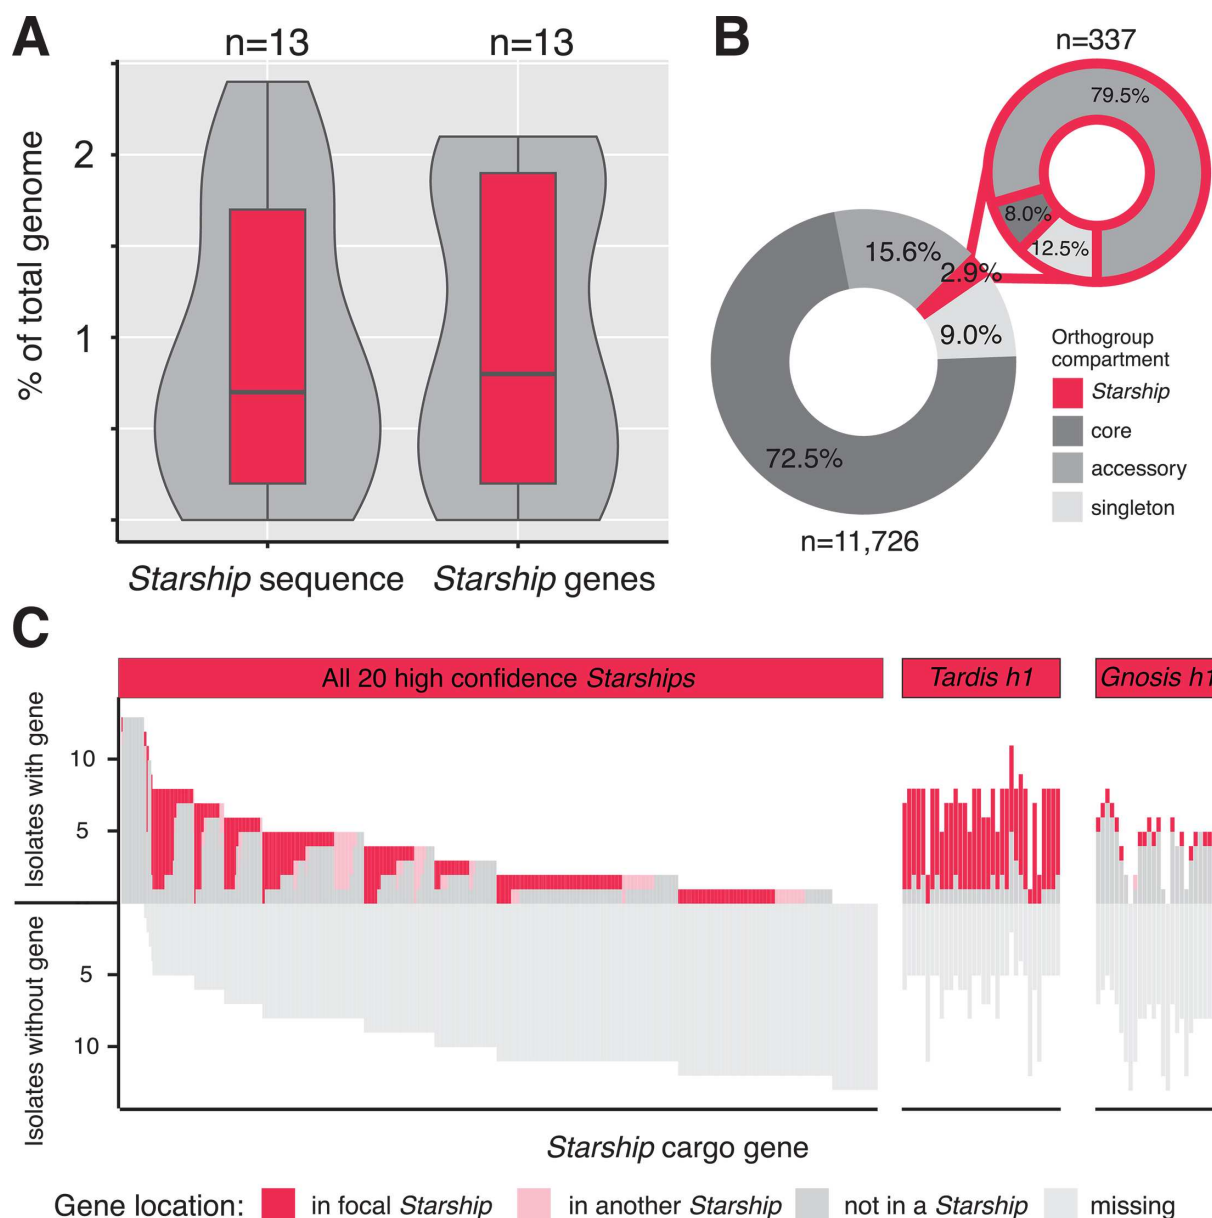 A
n=13
n=13
% of total genome
2
1
Starship sequence
Starship genes
B
n=337
79.5%
8.0%
12.5%
15.6%
2.9%
9.0%
72.5%
n=11,726
Orthogroup
compartment
Starship
core
accessory
singleton
C
All 20 high confidence Starships
Tardis h1
Gnosis h1
Isolates with gene
10
5
Isolates without gene
5
10
Starship cargo gene
Gene location:
in focal Starship
in another Starship
not in a Starship
missing